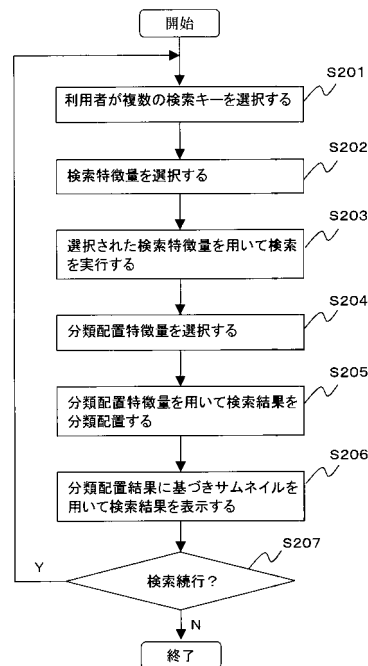 開始
S201
利用者が複数の検索キーを選択する
S202
検索特徴量を選択する
S203
選択された検索特徴量を用いて検索
を実行する
S204
分類配置特徴量を選択する
S205
分類配置特徴量を用いて検索結果を
分類配置する
S206
分類配置結果に基づきサムネイルを
用いて検索結果を表示する
S207
Y
検索続行？
N
終了